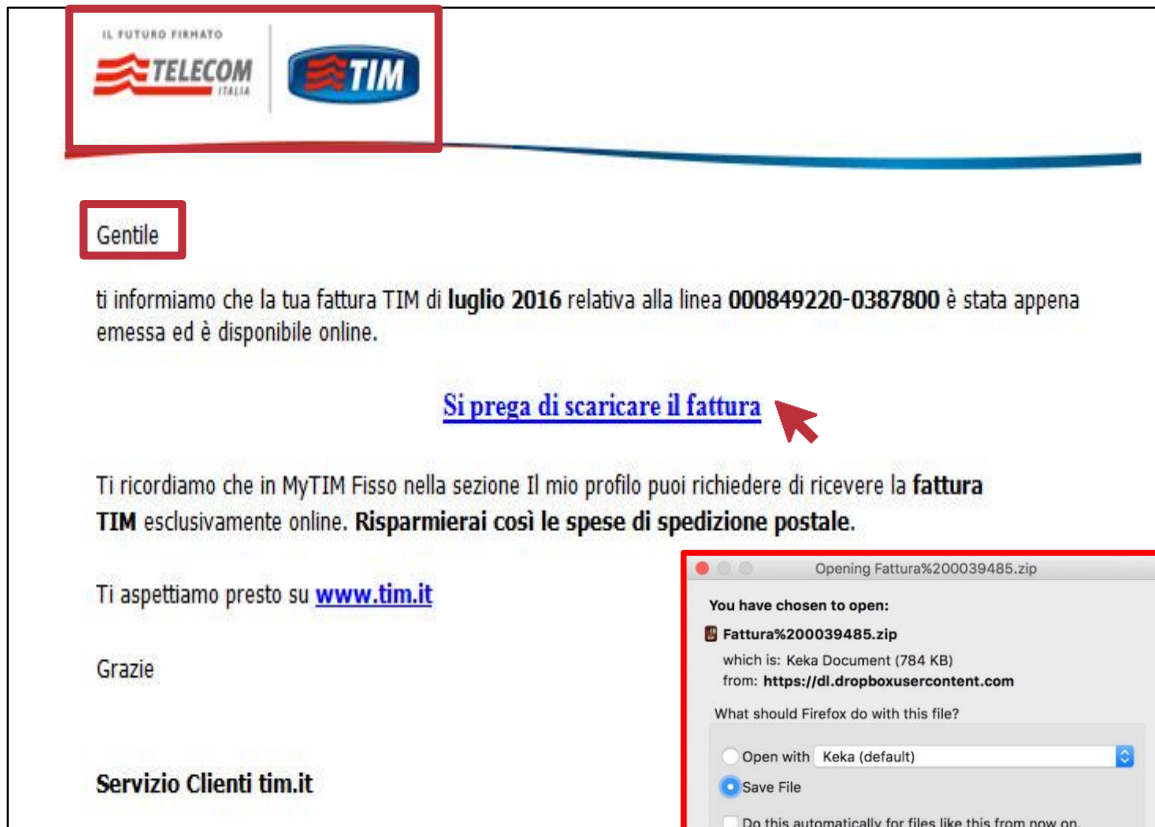 IL FUTURO FIRMATO
TELECOM
ITALIA
TIM
Gentile
ti informiamo che la tua fattura TIM di luglio 2016 relativa alla linea 000849220-0387800 è stata appena
emessa ed è disponibile online.
Si prega di scaricare il fattura
Ti ricordiamo che in MyTIM Fisso nella sezione Il mio profilo puoi richiedere di ricevere la fattura
TIM esclusivamente online. Risparmierai così le spese di spedizione postale.
Ti aspettiamo presto su www.tim.it
Grazie
Servizio Clienti tim.it
Opening Fattura%200039485.zip
You have chosen to open:
Fattura%200039485.zip
which is: Keka Document (784 KB)
from: https://dl.dropboxusercontent.com
What should Firefox do with this file?
Open with Keka (default)
Save File
Do this automatically for files like this from now on.